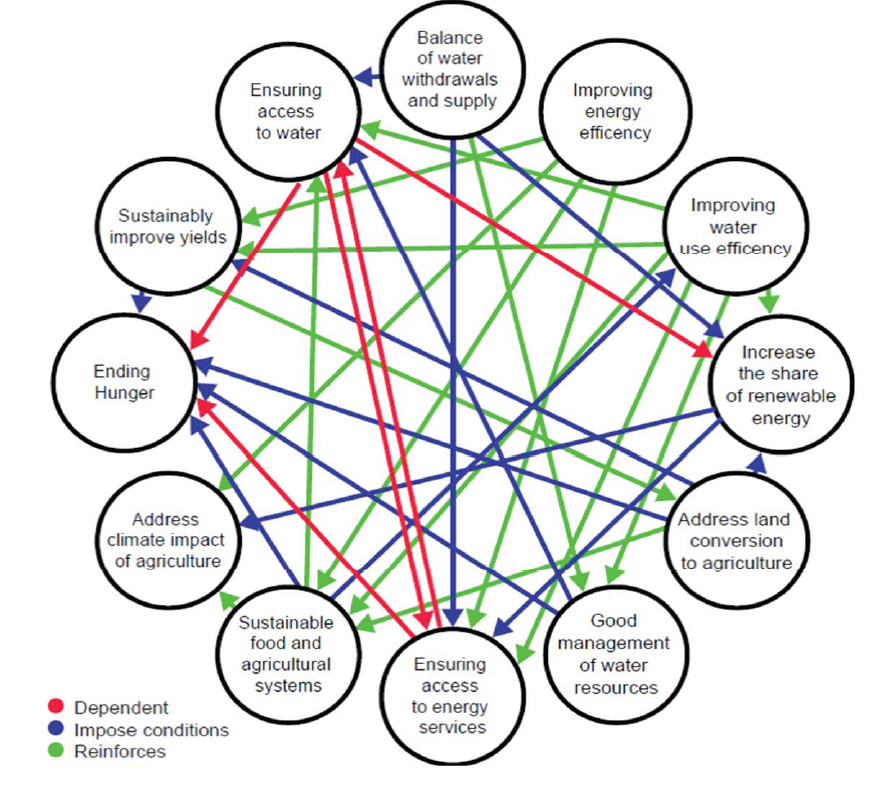 Balance
of water
withdrawals
and supply
Improving
energy
efficency
Improving
water
use efficency
Increase
the share
of renewable
energy
Address land
conversion
to agriculture
Good
management
of water
resources
Ensuring
access
to energy
services
Sustainable
food and
agricultural
systems
Address
climate impact
of agriculture
Ending
Hunger
Sustainably
improve yields
Ensuring
access
to water
Dependent
Impose conditions
Reinforces